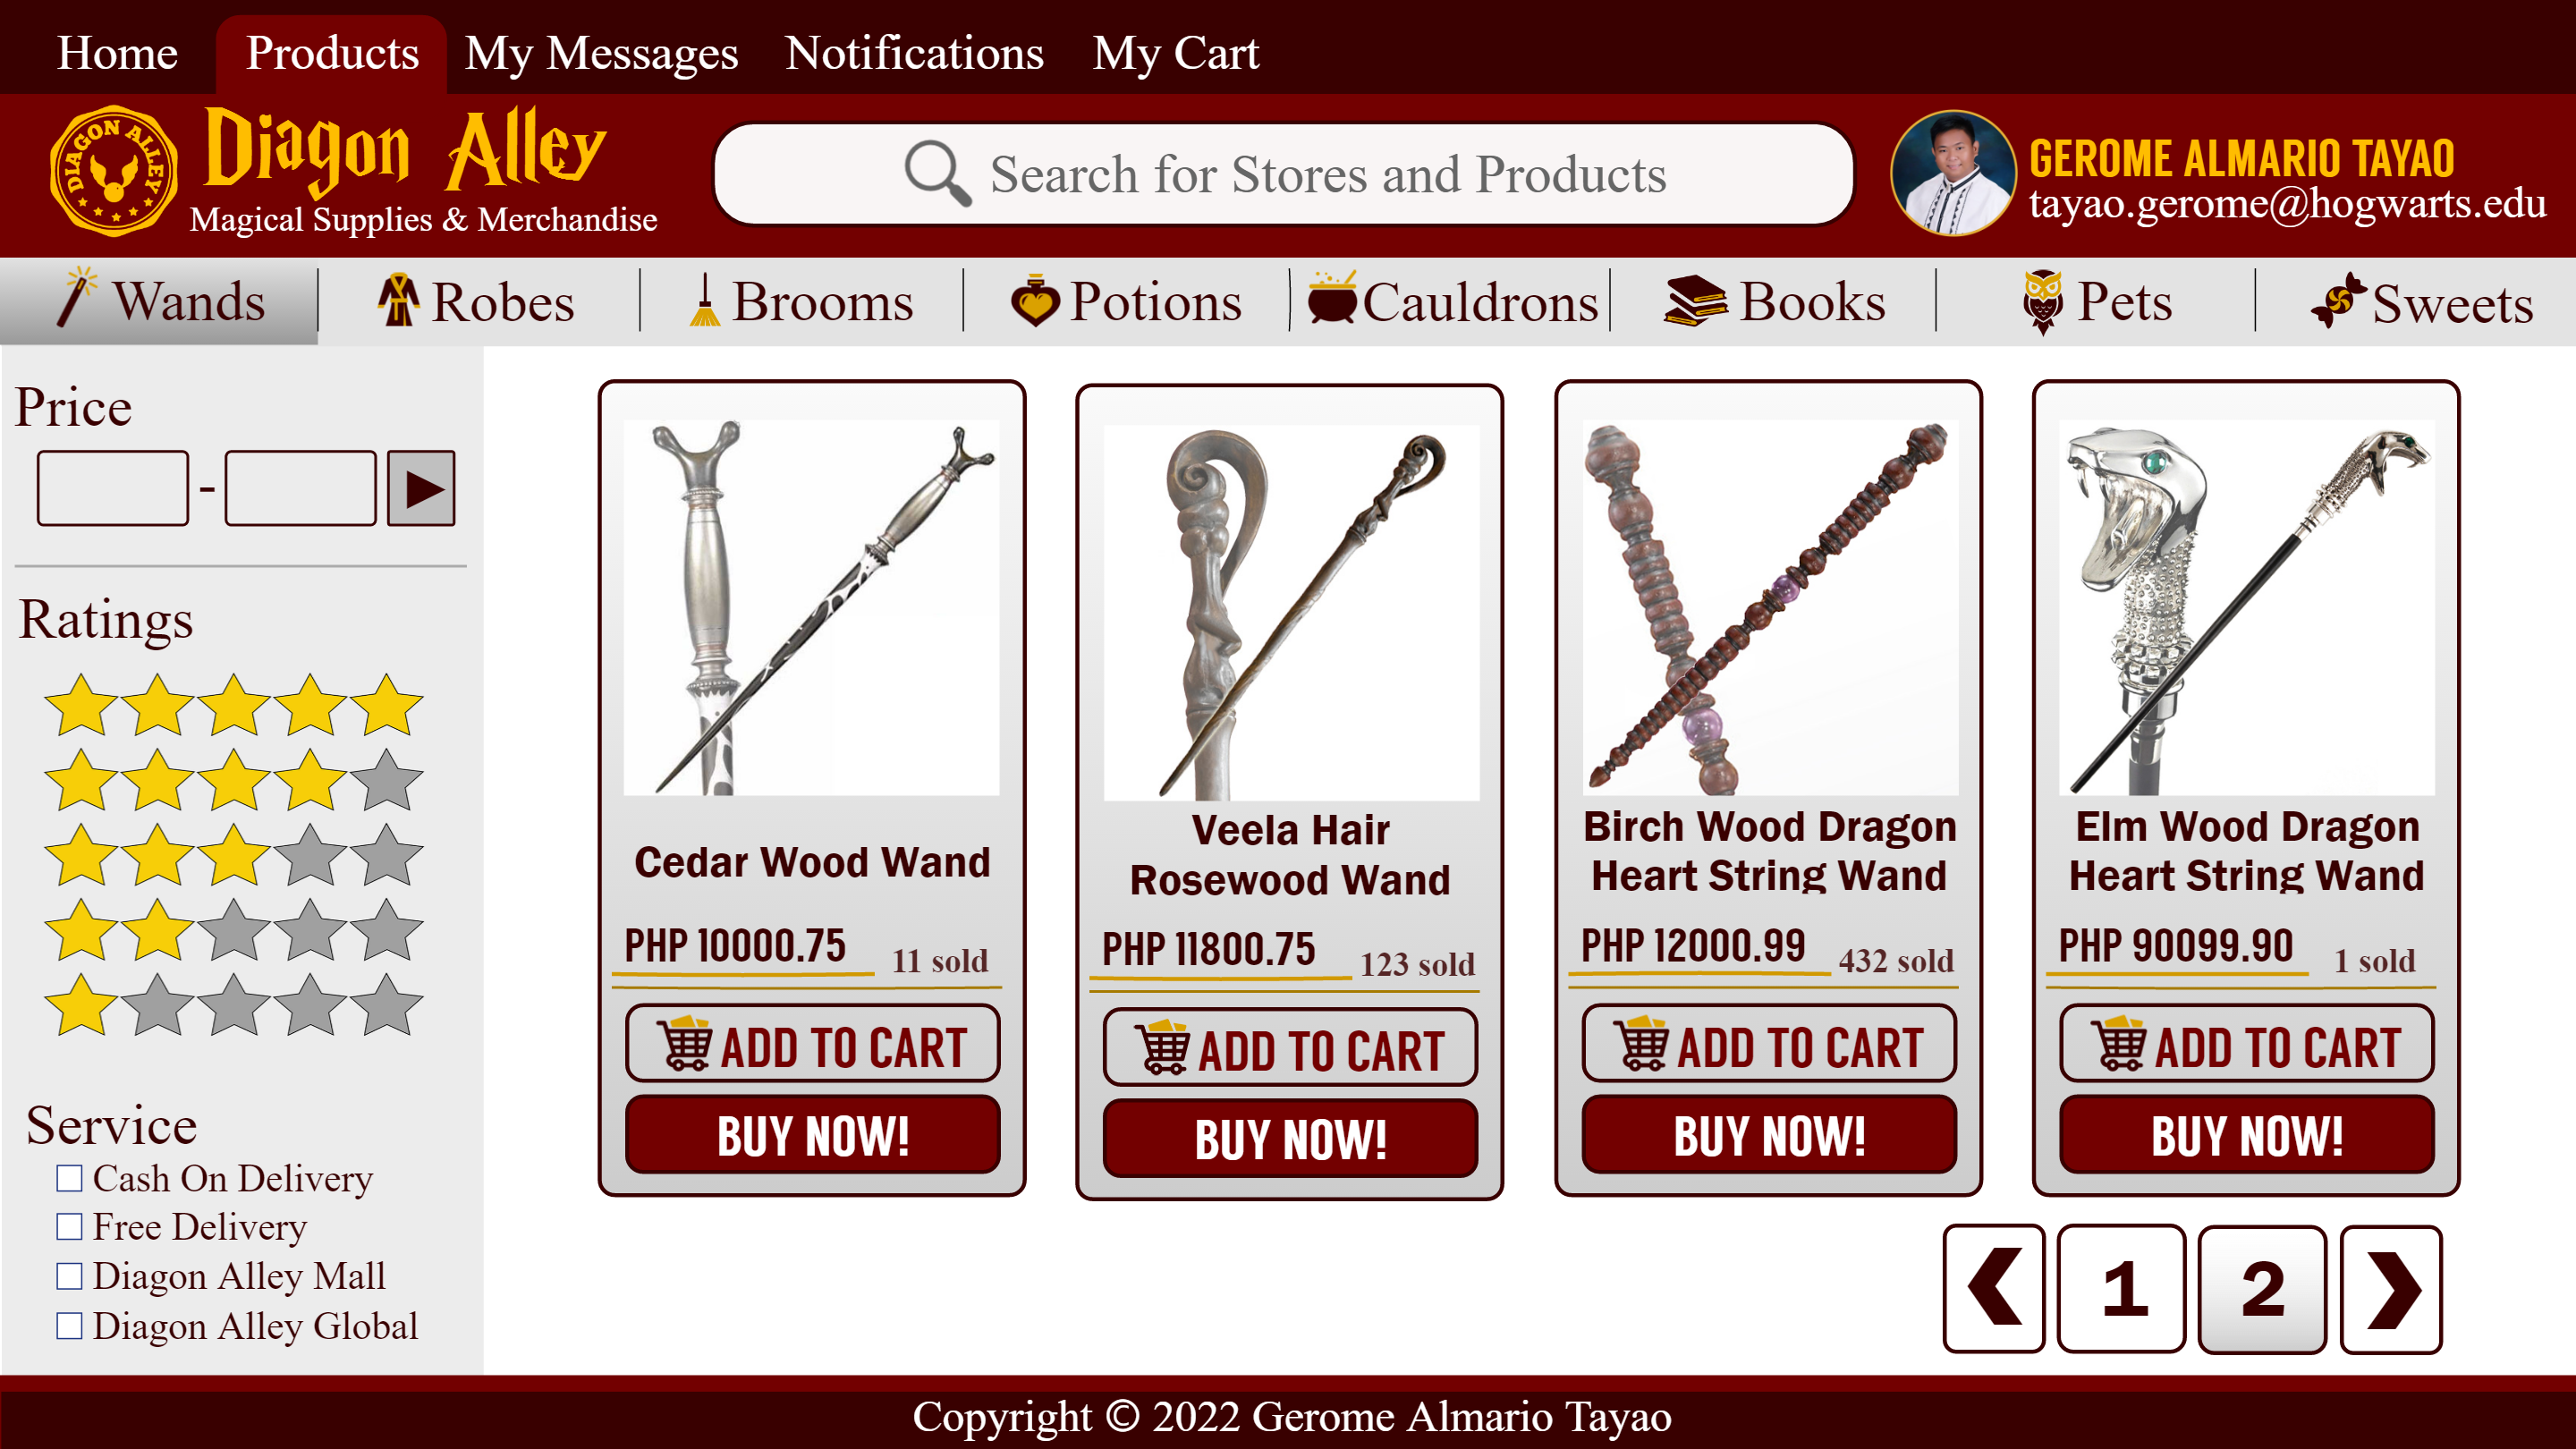 Home Products My Messages Notifications My Cart
DIAGON ALLEY
Diagon Alley
Magical Supplies & Merchandise
Search for Stores and Products
GEROME ALMARIO TAYAO
tayao.gerome@hogwarts.edu
Wands Robes Brooms Potions Cauldrons Books Pets Sweets
Price
-
Ratings
Service
Cash On Delivery
Free Delivery
Diagon Alley Mall
Diagon Alley Global
Cedar Wood Wand
PHP 10000.75 11 sold
ADD TO CART
BUY NOW!
Veela Hair
Rosewood Wand
PHP 11800.75 123 sold
ADD TO CART
BUY NOW!
Birch Wood Dragon
Heart String Wand
PHP 12000.99 432 sold
ADD TO CART
BUY NOW!
Elm Wood Dragon
Heart String Wand
PHP 90099.90 1 sold
ADD TO CART
BUY NOW!
1 2
Copyright © 2022 Gerome Almario Tayao